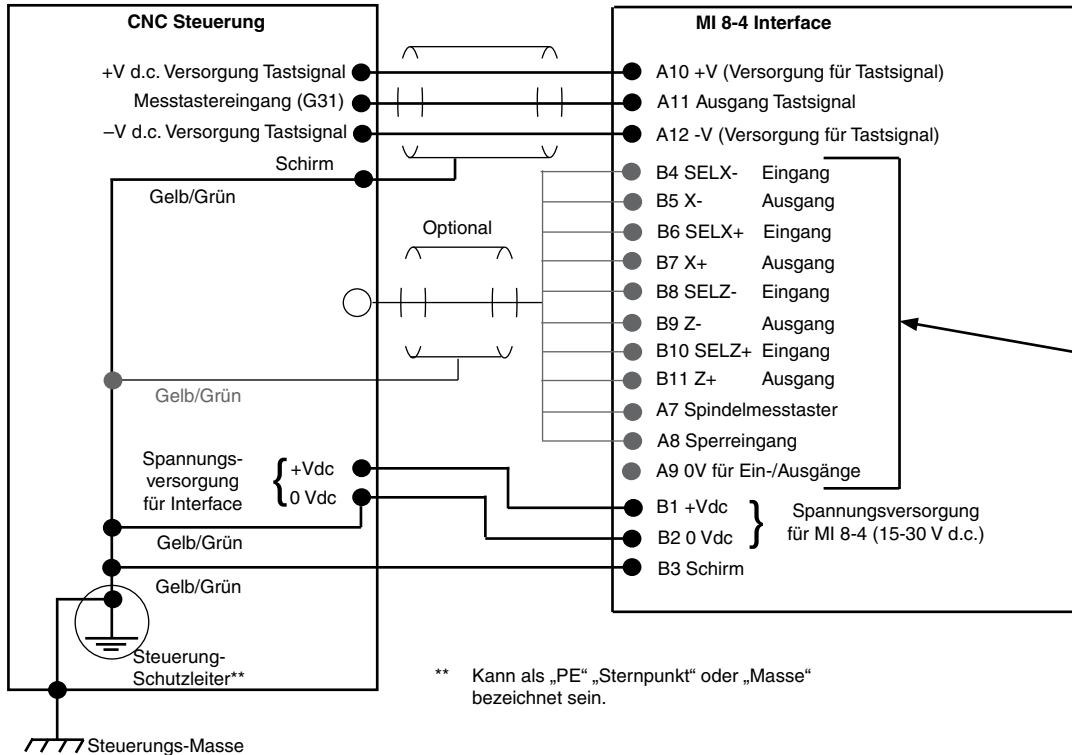 CNC Steuerung
MI 8-4 Interface
+V d.c. Versorgung Tastsignal
A10 +V (Versorgung für Tastsignal)
Messtastereingang (G31)
A11 Ausgang Tastsignal
–V d.c. Versorgung Tastsignal
A12 -V (Versorgung für Tastsignal)
Schirm
Gelb/Grün
B4 SELX- Eingang
B5 X- Ausgang
Optional
B6 SELX+ Eingang
B7 X+ Ausgang
B8 SELZ- Eingang
B9 Z- Ausgang
B10 SELZ+ Eingang
B11 Z+ Ausgang
Gelb/Grün
A7 Spindelmesstaster
A8 Sperreingang
A9 0V für Ein-/Ausgänge
Spannungs-
versorgung
für Interface
{ +Vdc
0 Vdc
B1 +Vdc
B2 0 Vdc
} Spannungsversorgung
für MI 8-4 (15-30 V d.c.)
Gelb/Grün
B3 Schirm
Gelb/Grün
Steuerung-
Schutzleiter**
** Kann als „PE“ „Sternpunkt” oder „Masse”
bezeichnet sein.
Steuerungs-Masse